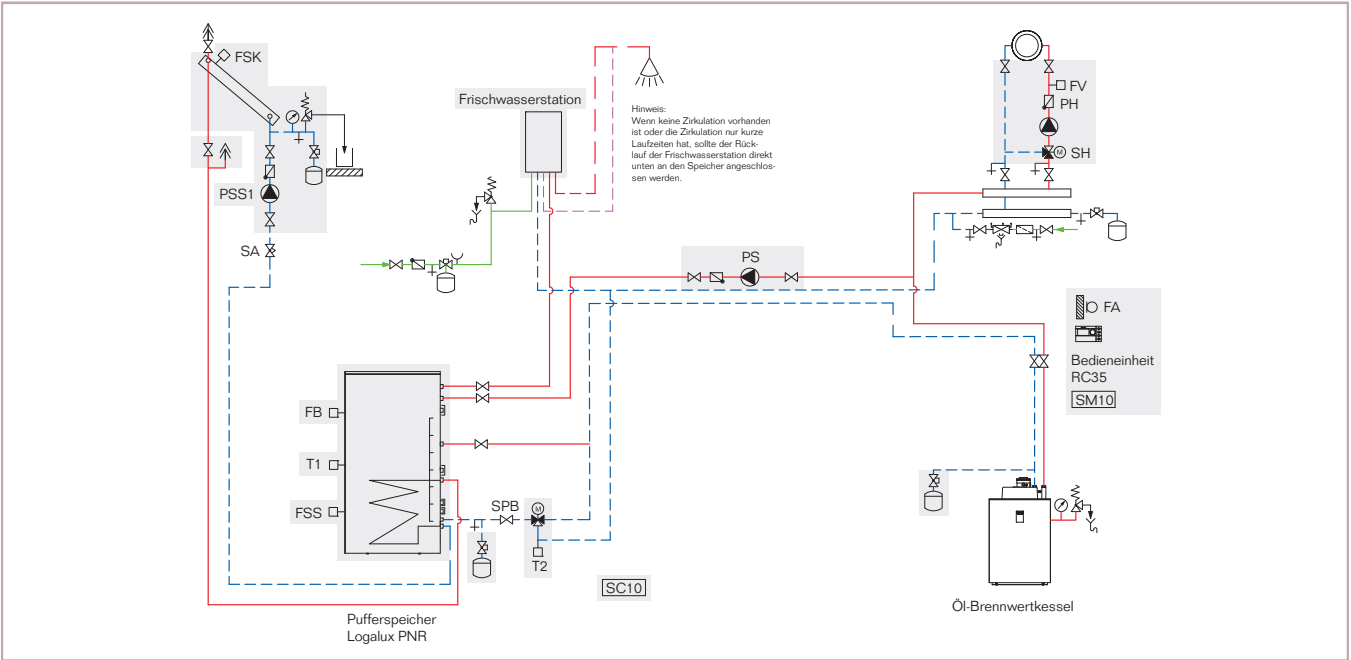 FSK
PSS1
SA
Frischwasserstation
Hinweis:
Wenn keine Zirkulation vorhanden
ist oder die Zirkulation nur kurze
Laufzeiten hat, sollte der Rück-
lauf der Frischwasserstation direkt
unten an den Speicher angeschlos-
sen werden.
FV
PH
M
SH
PS
FA
Bedieneinheit
RC35
SM10
FB
T1
FSS
SPB
M
T2
SC10
Pufferspeicher
Logalux PNR
Öl-Brennwertkessel